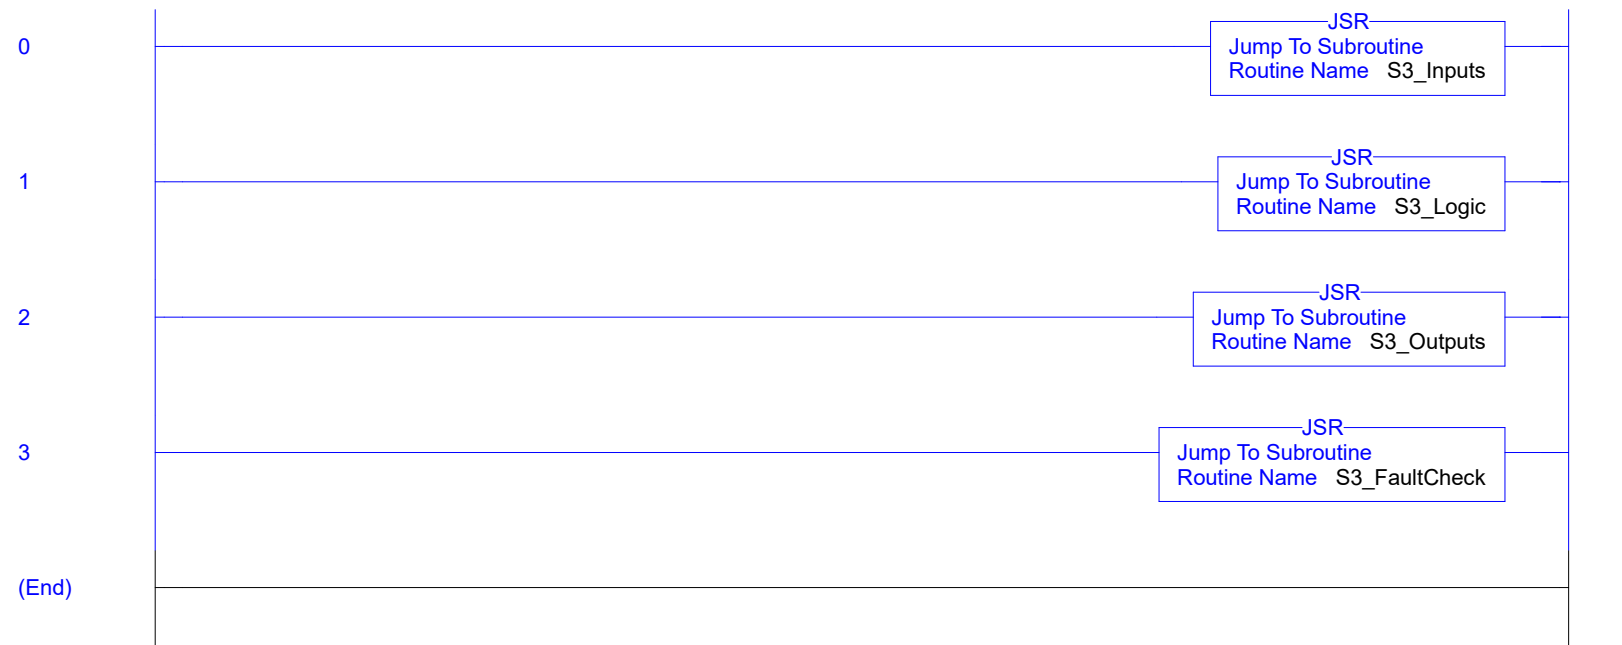 0
JSR
Jump To Subroutine
Routine Name S3_Inputs
1
JSR
Jump To Subroutine
Routine Name S3_Logic
2
JSR
Jump To Subroutine
Routine Name S3_Outputs
3
JSR
Jump To Subroutine
Routine Name S3_FaultCheck
(End)